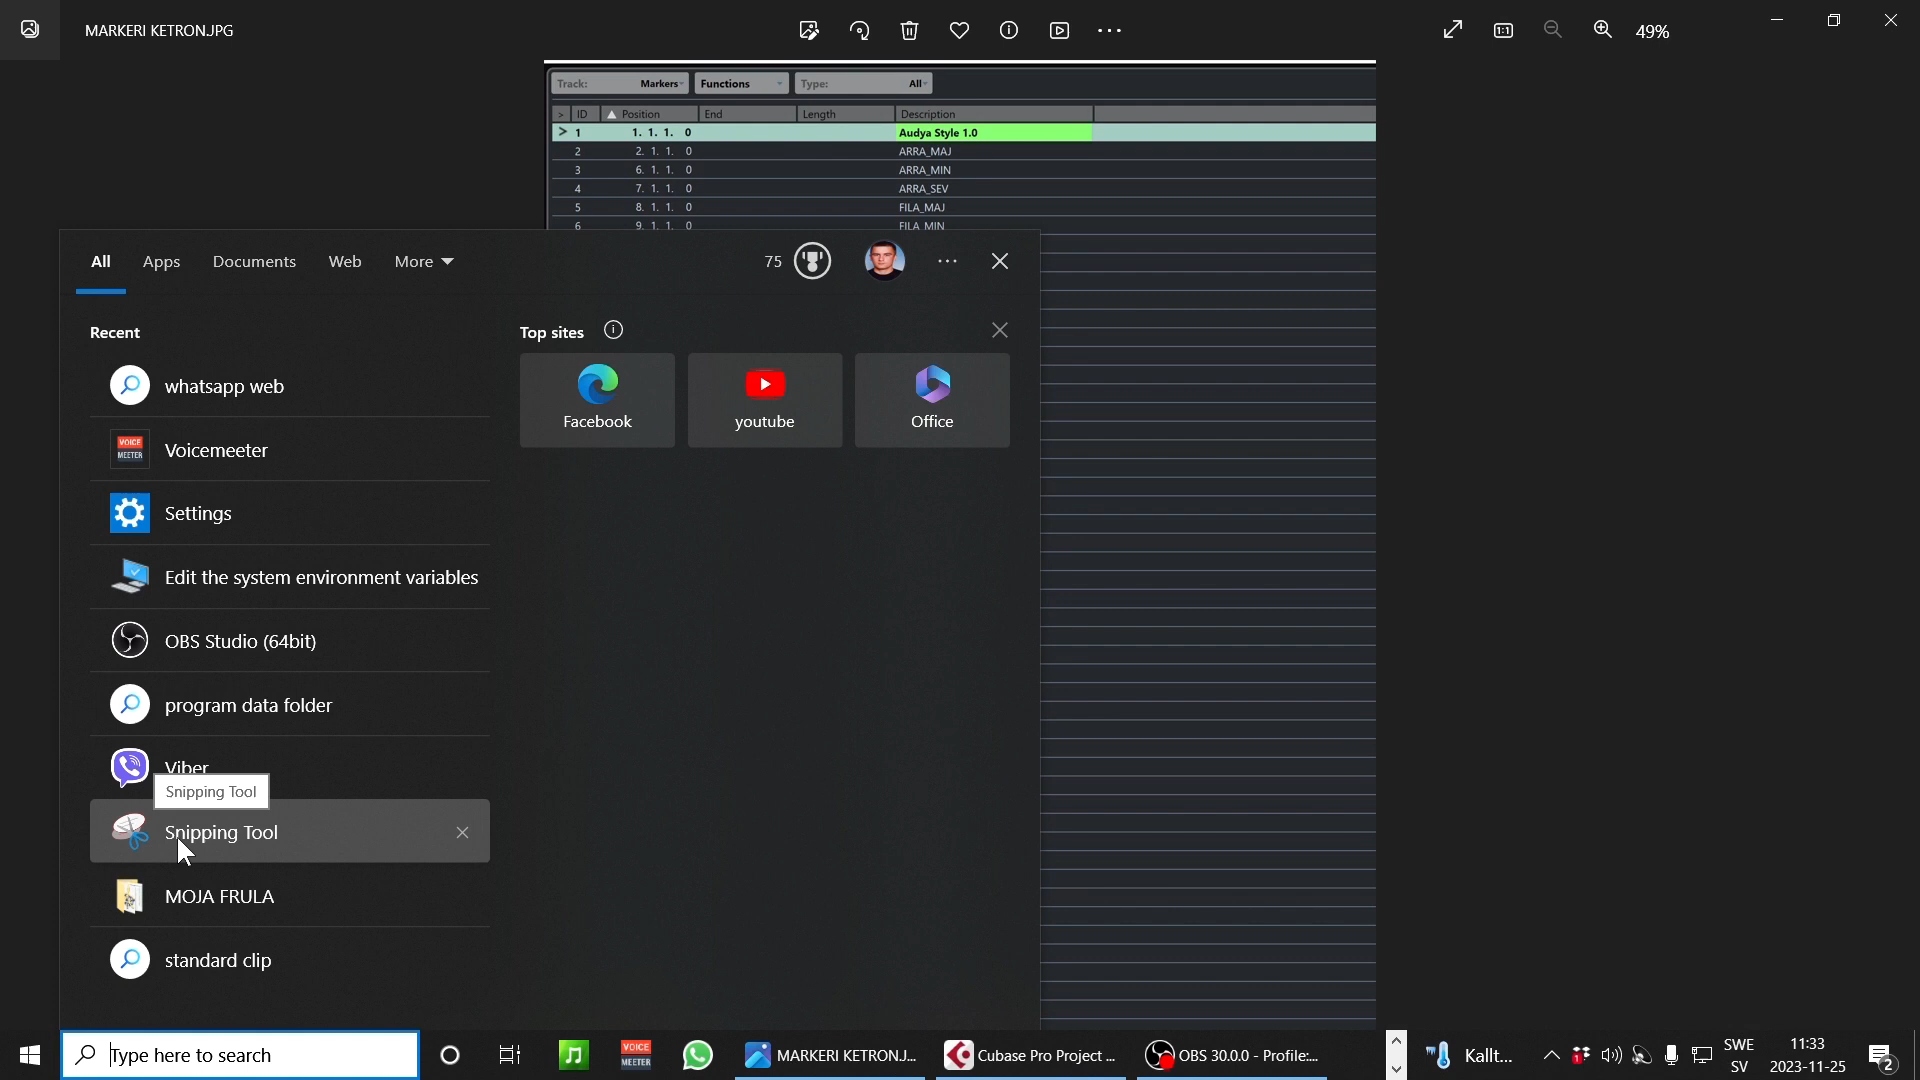 MARKERI KETRON.JPG
49%
Track: Markers Functions Type: All
> ID Position End Length Description
> 1 1. 1. 1. 0 Audya Style 1.0
2 2. 1. 1. 0 ARRA_MAJ
3 6. 1. 1. 0 ARRA_MIN
4 7. 1. 1. 0 ARRA_SEV
5 8. 1. 1. 0 FILA_MAJ
6 9. 1. 1. 0 FILA_MIN
All Apps Documents Web More 75
Recent
Top sites
Facebook youtube Office
whatsapp web
VOICE MEETER Voicemeeter
Settings
Edit the system environment variables
OBS Studio (64bit)
program data folder
Viber
Snipping Tool
Snipping Tool
MOJA FRULA
standard clip
Type here to search
VOICE MEETER
MARKERI KETRON.J...
Cubase Pro Project ...
OBS 30.0.0 - Profile:...
Kallt...
SWE
SV
11:33
2023-11-25
2